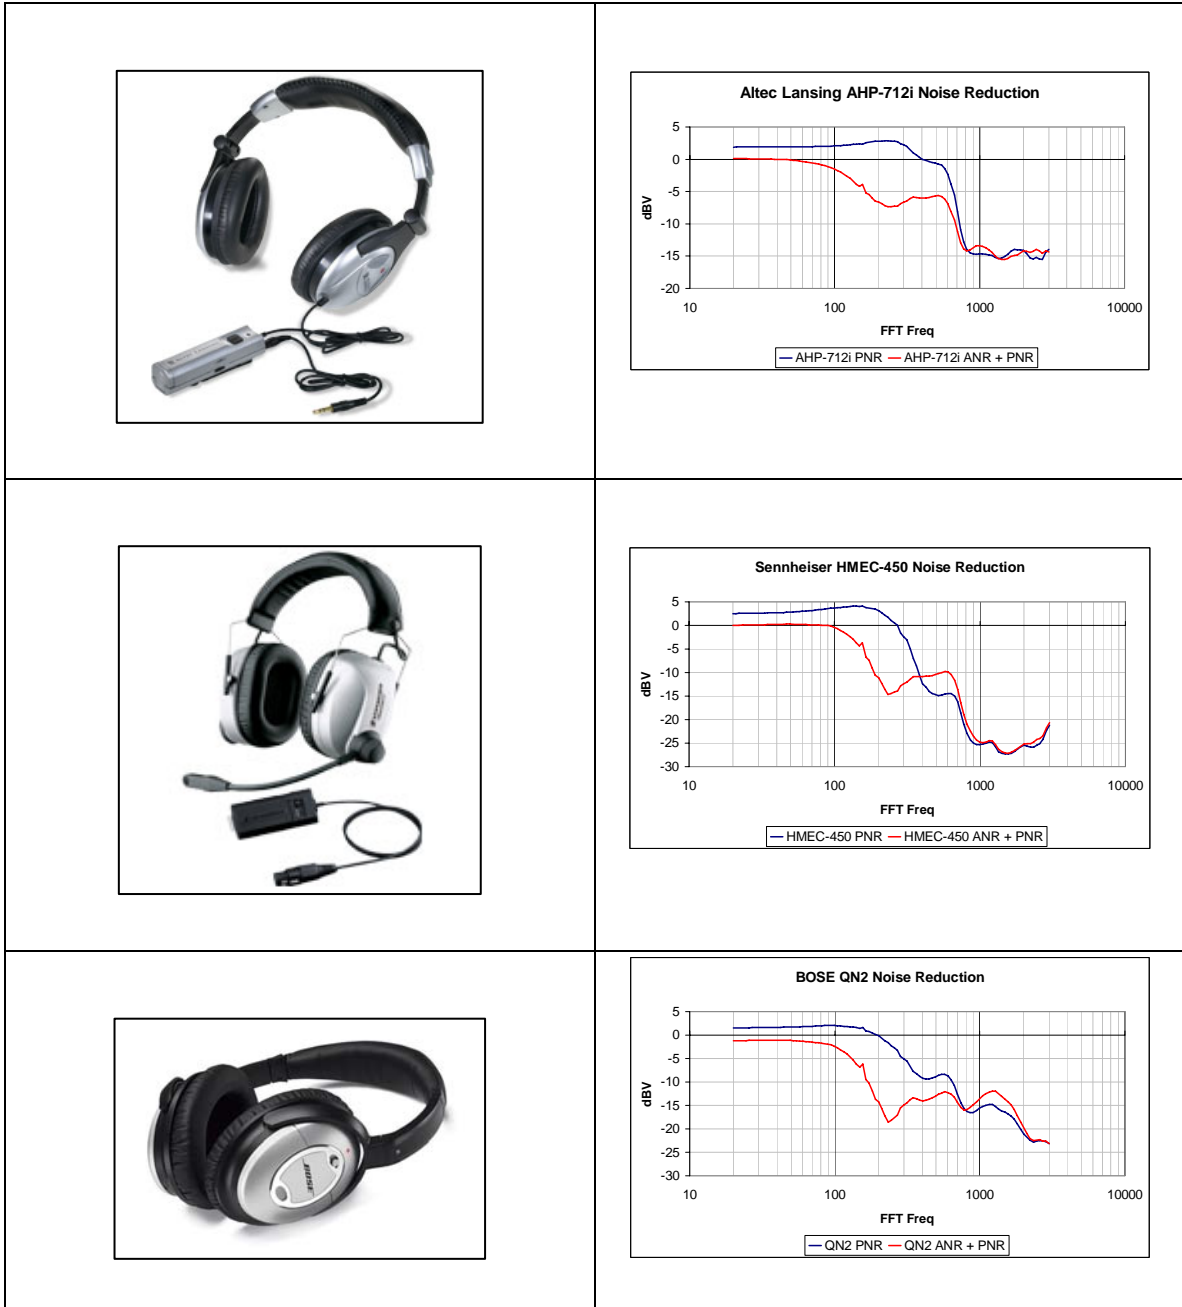 Altec Lansing AHP-712i Noise Reduction
5
0
-5
-10
-15
-20
dBV
10 100 1000 10000
FFT Freq
AHP-712i PNR AHP-712i ANR + PNR
Sennheiser HMEC-450 Noise Reduction
5
0
-5
-10
-15
-20
-25
-30
dBV
10 100 1000 10000
FFT Freq
HMEC-450 PNR HMEC-450 ANR + PNR
BOSE
BOSE QN2 Noise Reduction
5
0
-5
-10
-15
-20
-25
-30
dBV
10 100 1000 10000
FFT Freq
QN2 PNR QN2 ANR + PNR